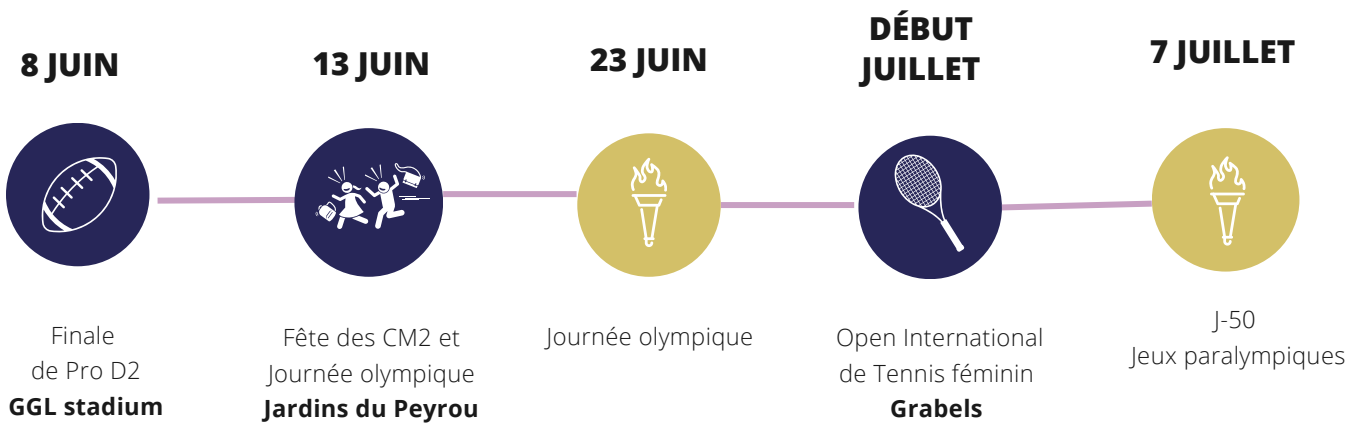 8 JUIN
Finale
de Pro D2
GGL stadium
13 JUIN
Fête des CM2 et
Journée olympique
Jardins du Peyrou
23 JUIN
Journée olympique
DÉBUT
JUILLET
Open International
de Tennis féminin
Grabels
7 JUILLET
J-50
Jeux paralympiques